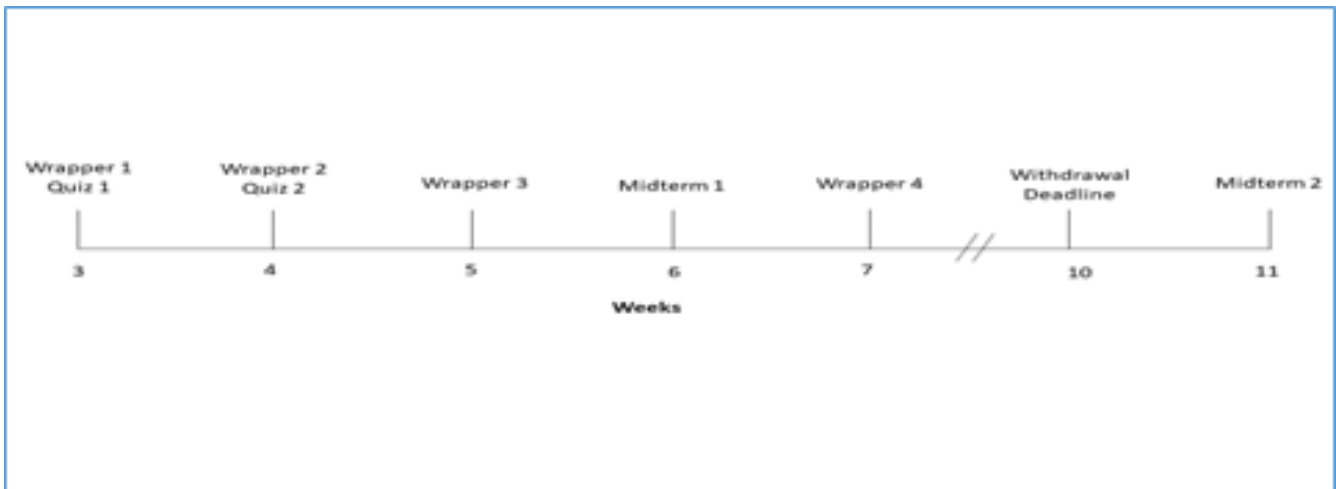 Wrapper 1
Quiz 1
Wrapper 2
Quiz 2
Wrapper 3
Midterm 1
Wrapper 4
Withdrawal
Deadline
Midterm 2
3
4
5
6
7
10
11
Weeks